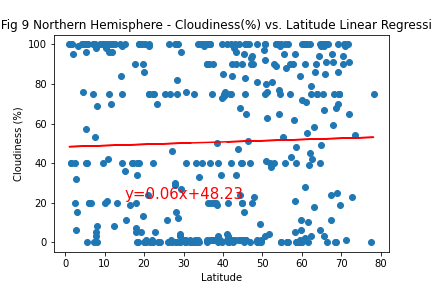 Fig 9 Northern Hemisphere - Cloudiness(%) vs. Latitude Linear Regressi
100
80
60
40
20
0
Cloudiness (%)
y=0.06x+48.23
0 10 20 30 40 50 60 70 80
Latitude